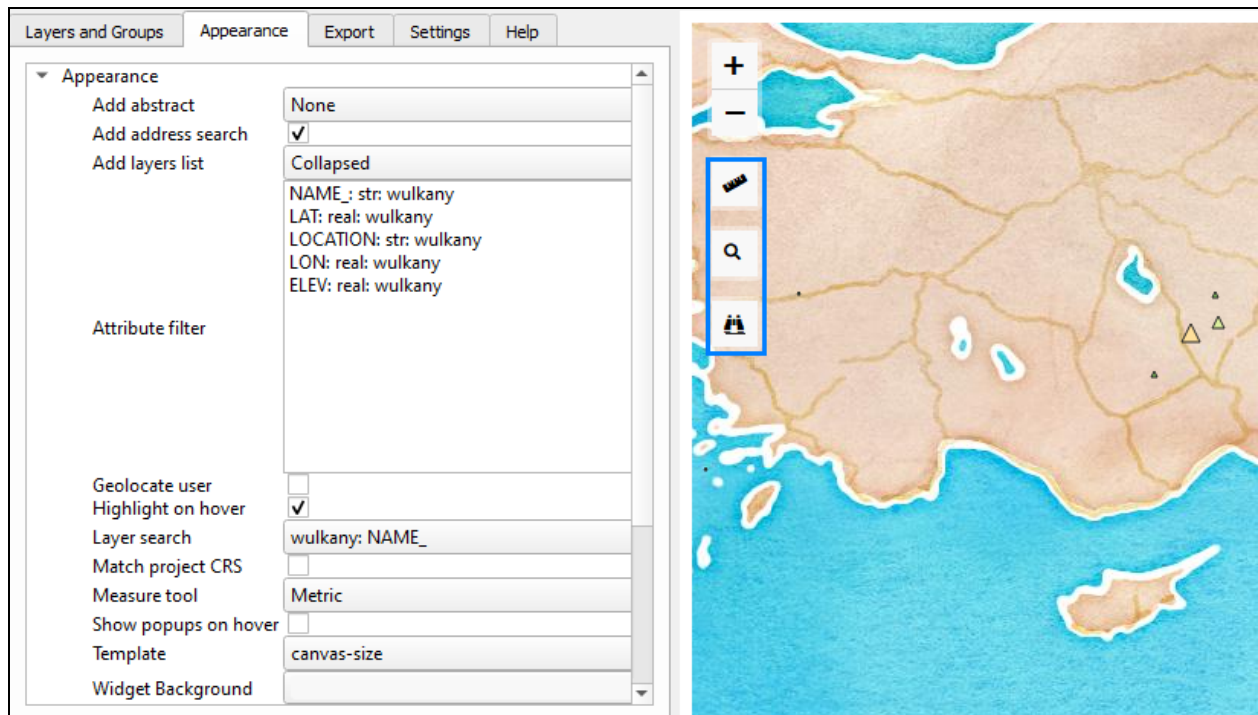 Layers and Groups Appearance Export Settings Help
Appearance
Add abstract None
Add address search
Add layers list Collapsed
NAME_: str: wulkany
LAT: real: wulkany
LOCATION: str: wulkany
LON: real: wulkany
ELEV: real: wulkany
Attribute filter
Geolocate user
Highlight on hover
Layer search wulkany: NAME_
Match project CRS
Measure tool Metric
Show popups on hover
Template canvas-size
Widget Background
+
−